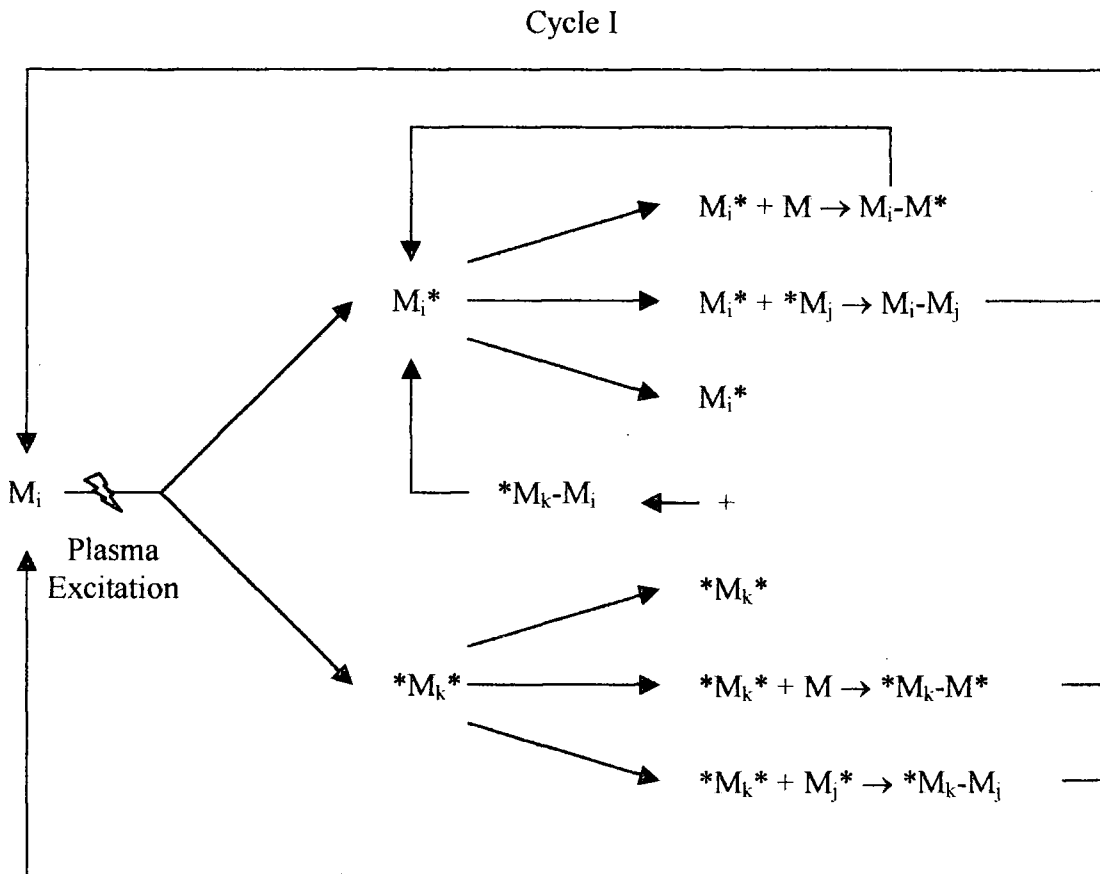 Cycle I
Mᵢ* + M → Mᵢ-M*
Mᵢ*
Mᵢ* + *Mⱼ → Mᵢ-Mⱼ
Mᵢ*
Mᵢ
*Mₖ-Mᵢ
+
Plasma
Excitation
*Mₖ*
*Mₖ*
*Mₖ* + M → *Mₖ-M*
*Mₖ* + Mⱼ* → *Mₖ-Mⱼ